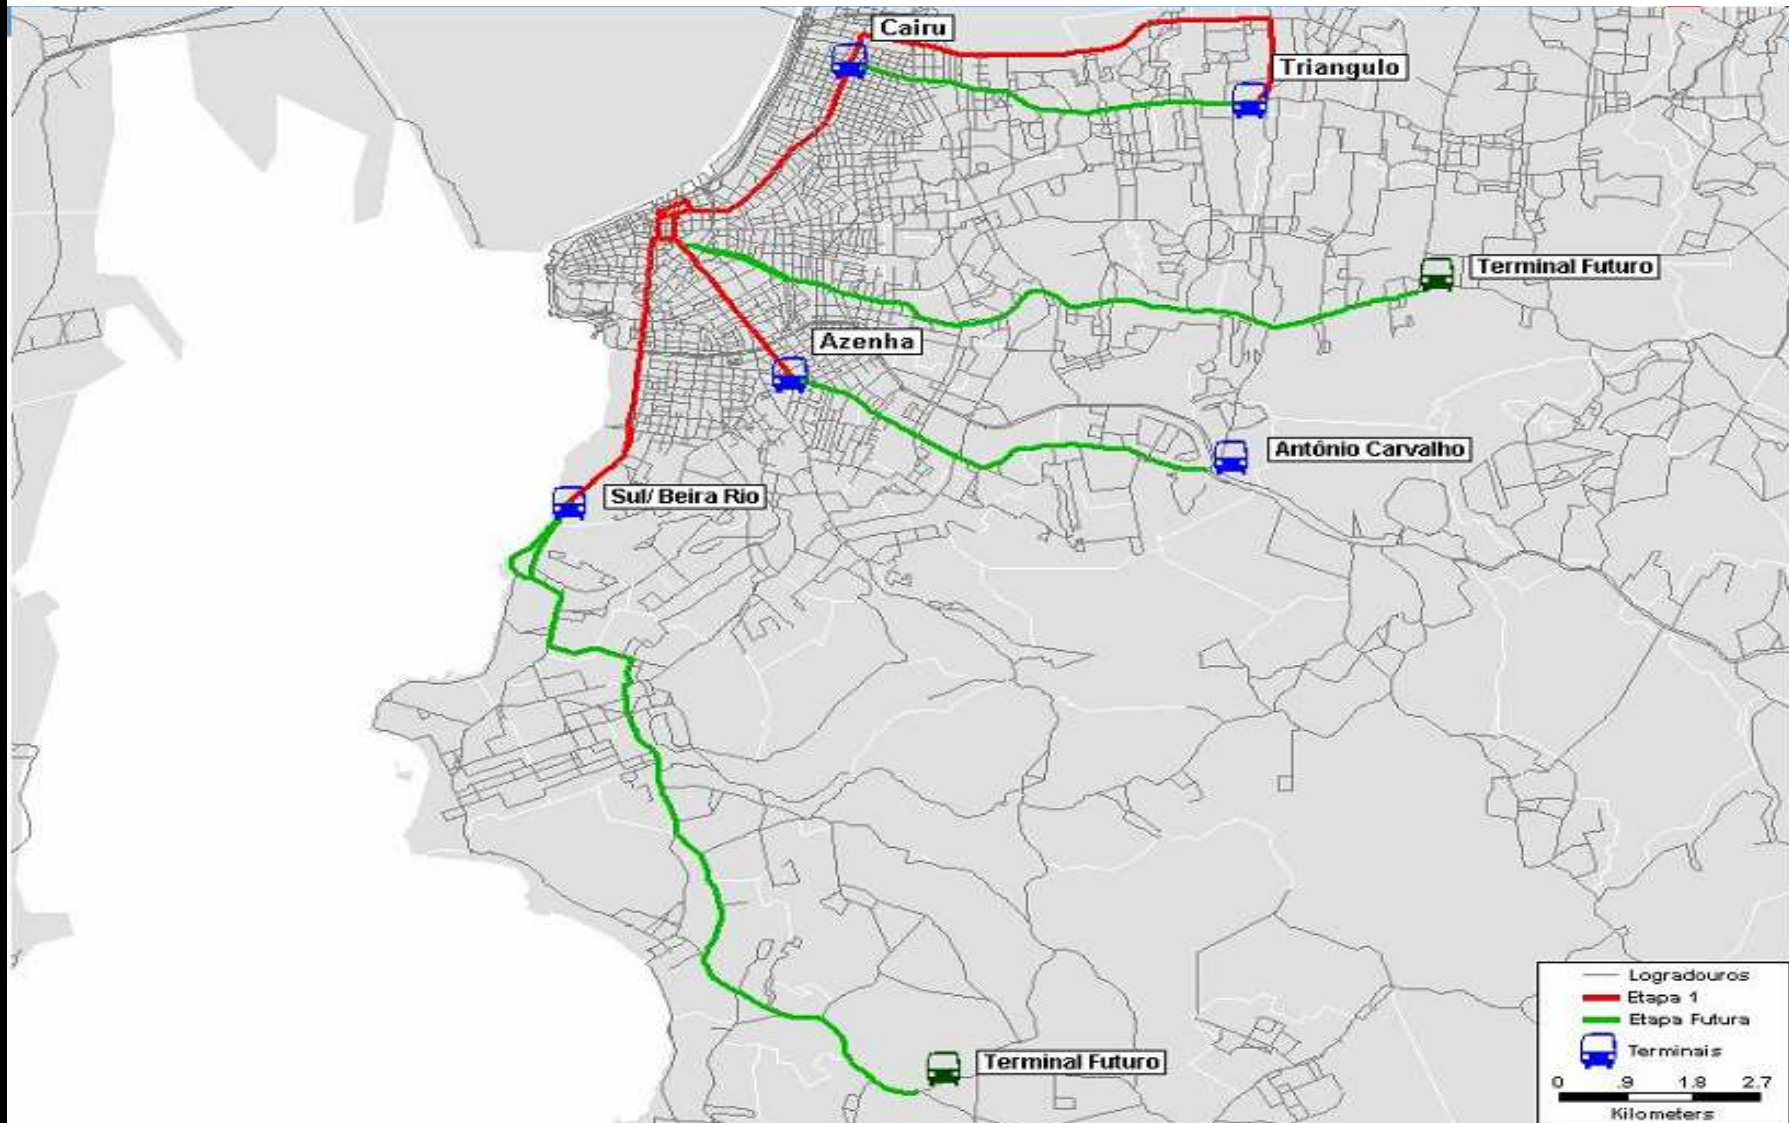 Cairu
Triangulo
Terminal Futuro
Azenha
Antônio Carvalho
Sul/ Beira Rio
Terminal Futuro
Logradouros
Etapa 1
Etapa Futura
Terminais
0 .9 1.8 2.7
Kilometers